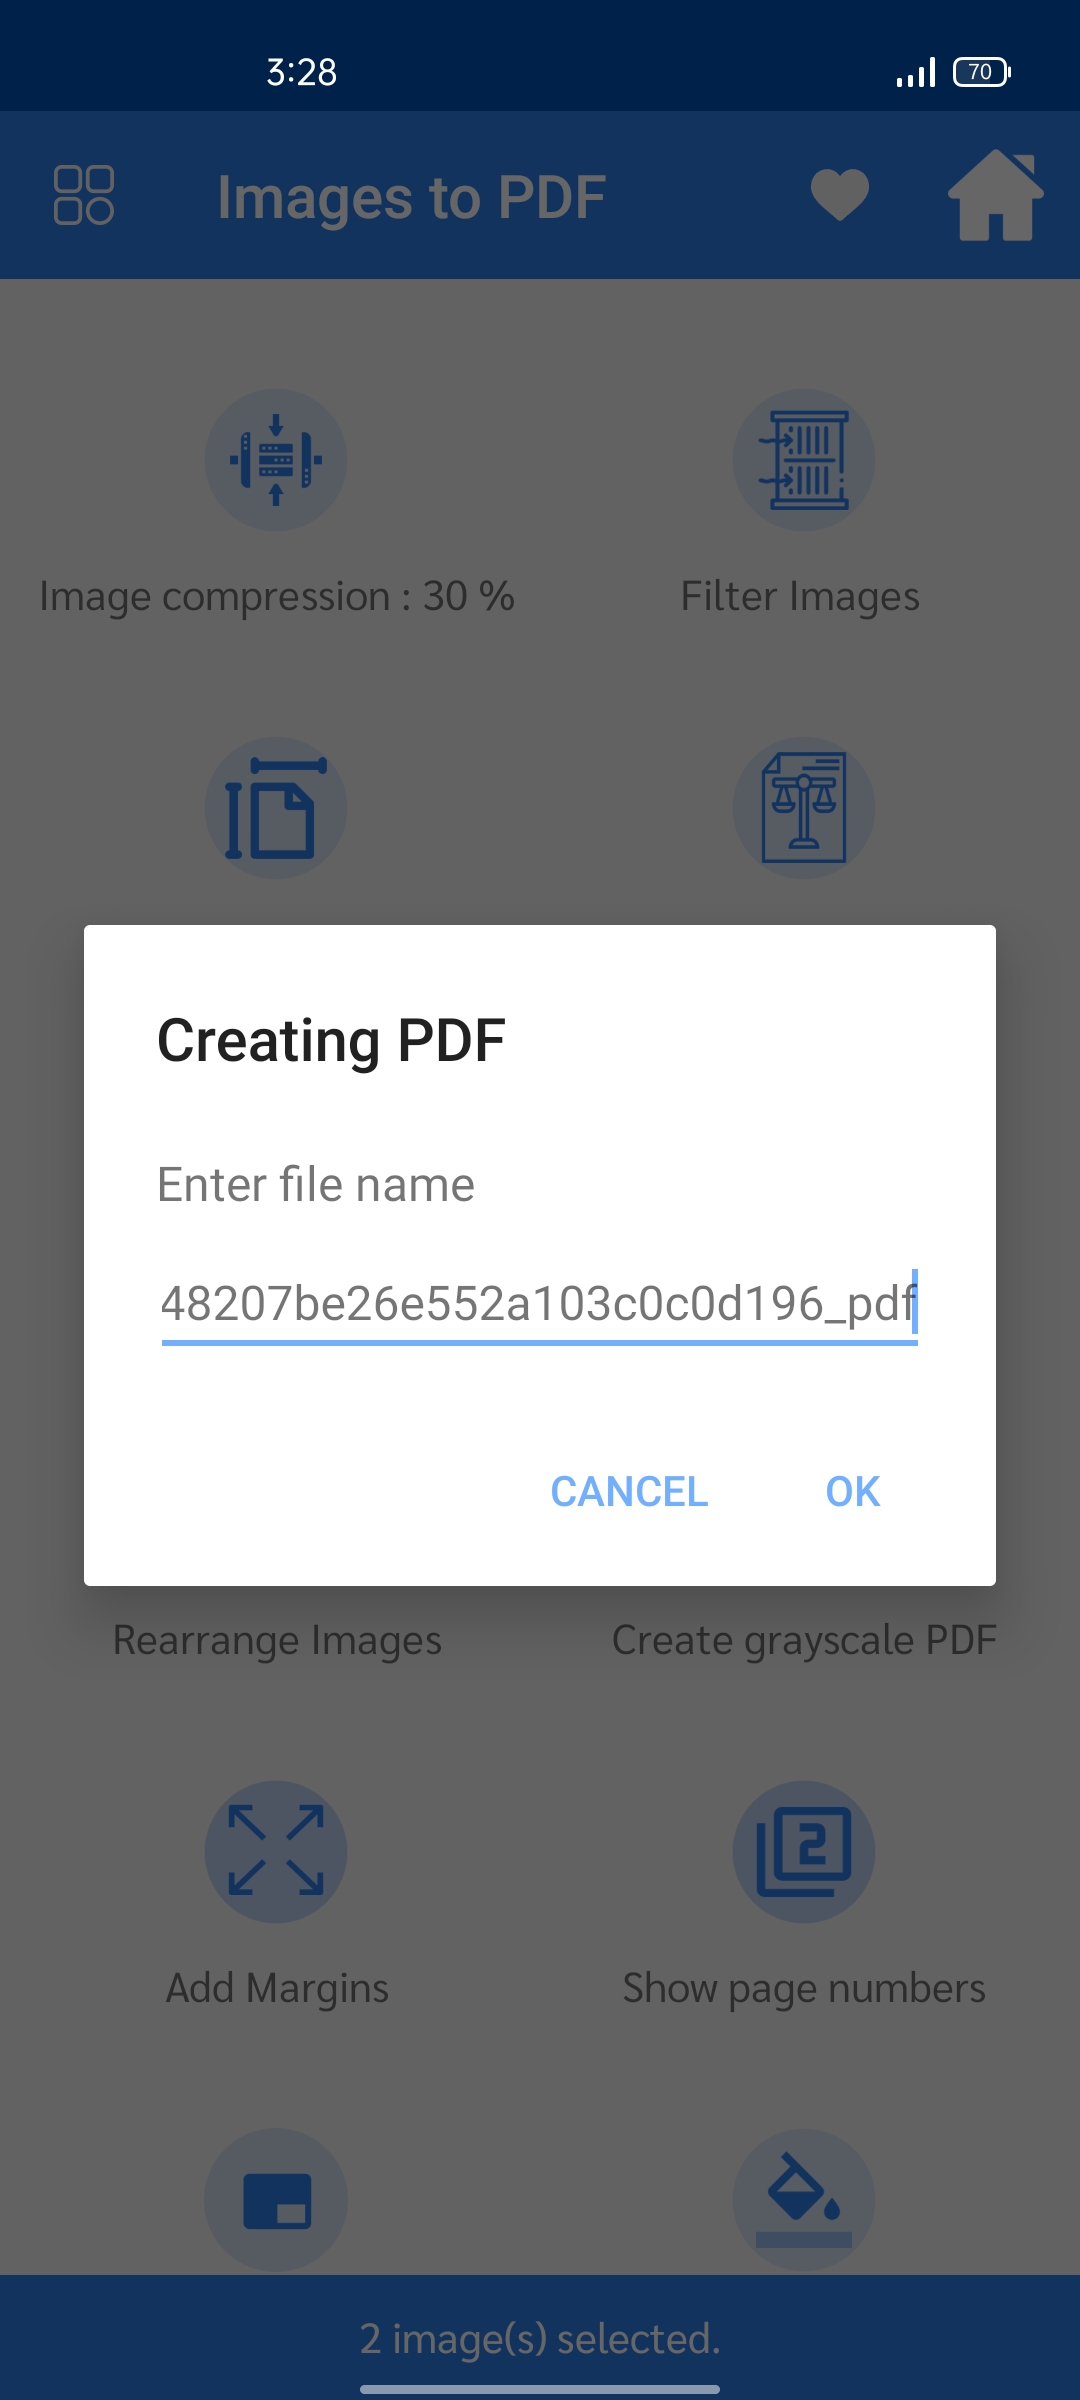 3:28
70
Images to PDF
Image compression : 30 %
Filter Images
Creating PDF
Enter file name
48207be26e552a103c0c0d196_pdf
CANCEL
OK
Rearrange Images
Create grayscale PDF
2
Add Margins
Show page numbers
2 image(s) selected.